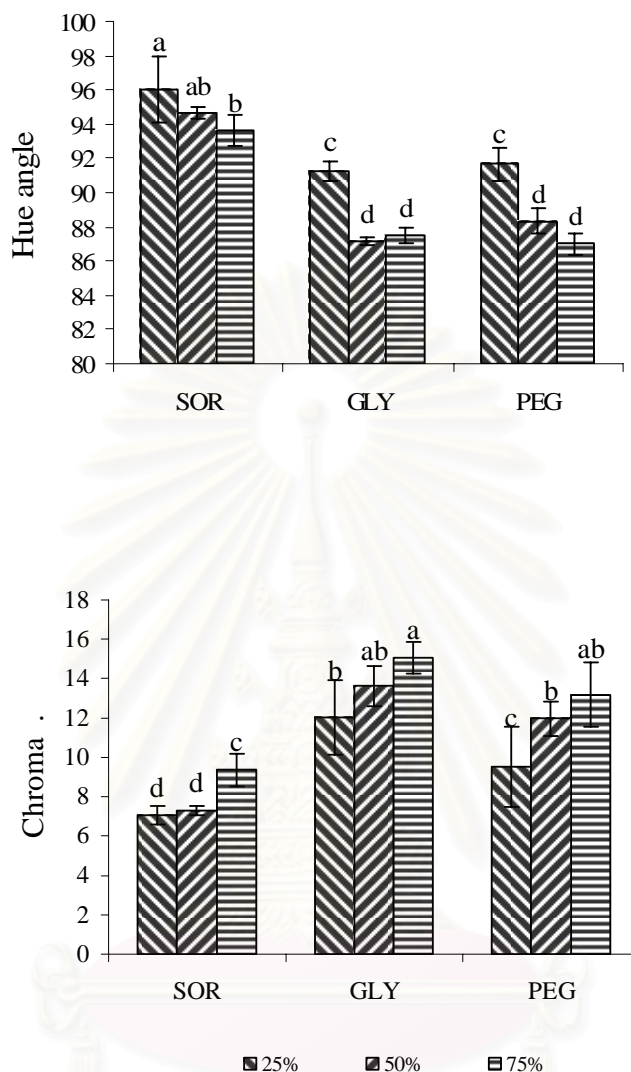 100
98
96
94
92
90
88
86
84
82
80
Hue angle
a
ab
b
c
d
d
c
d
d
SOR GLY PEG
18
16
14
12
10
8
6
4
2
0
Chroma .
d
d
c
b
ab
a
c
b
ab
SOR GLY PEG
25% 50% 75%